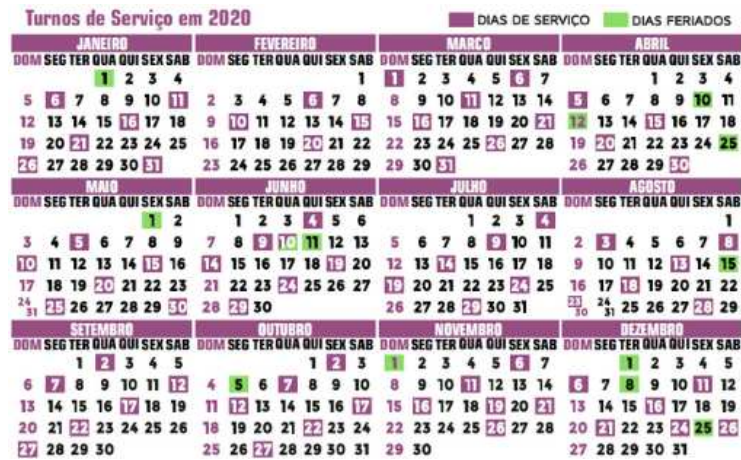 Turnos de Serviço em 2020
DIAS DE SERVIÇO DIAS FERIADOS
JANEIRO
DOM SEG TER QUA QUI SEX SAB
1 2 3 4
5 6 7 8 9 10 11
12 13 14 15 16 17 18
19 20 21 22 23 24 25
26 27 28 29 30 31
FEVEREIRO
DOM SEG TER QUA QUI SEX SAB
1
2 3 4 5 6 7 8
9 10 11 12 13 14 15
16 17 18 19 20 21 22
23 24 25 26 27 28 29
MARCO
DOM SEG TER QUA QUI SEX SAB
1 2 3 4 5 6 7
8 9 10 11 12 13 14
15 16 17 18 19 20 21
22 23 24 25 26 27 28
29 30 31
ABRIL
DOM SEG TER QUA QUI SEX SAB
1 2 3 4
5 6 7 8 9 10 11
12 13 14 15 16 17 18
19 20 21 22 23 24 25
26 27 28 29 30
MAIO
DOM SEG TER QUA QUI SEX SAB
1 2
3 4 5 6 7 8 9
10 11 12 13 14 15 16
17 18 19 20 21 22 23
24 31 25 26 27 28 29 30
JUNHO
DOM SEG TER QUA QUI SEX SAB
1 2 3 4 5 6
7 8 9 10 11 12 13
14 15 16 17 18 19 20
21 22 23 24 25 26 27
28 29 30
JULHO
DOM SEG TER QUA QUI SEX SAB
1 2 3 4
5 6 7 8 9 10 11
12 13 14 15 16 17 18
19 20 21 22 23 24 25
26 27 28 29 30 31
AGOSTO
DOM SEG TER QUA QUI SEX SAB
1
2 3 4 5 6 7 8
9 10 11 12 13 14 15
16 17 18 19 20 21 22
23 30 24 31 25 26 27 28 29
SETEMBRO
DOM SEG TER QUA QUI SEX SAB
1 2 3 4 5
6 7 8 9 10 11 12
13 14 15 16 17 18 19
20 21 22 23 24 25 26
27 28 29 30
OUTUBRO
DOM SEG TER QUA QUI SEX SAB
1 2 3
4 5 6 7 8 9 10
11 12 13 14 15 16 17
18 19 20 21 22 23 24
25 26 27 28 29 30 31
NOVEMBRO
DOM SEG TER QUA QUI SEX SAB
1 2 3 4 5 6 7
8 9 10 11 12 13 14
15 16 17 18 19 20 21
22 23 24 25 26 27 28
29 30
DEZEMBRO
DOM SEG TER QUA QUI SEX SAB
1 2 3 4 5
6 7 8 9 10 11 12
13 14 15 16 17 18 19
20 21 22 23 24 25 26
27 28 29 30 31